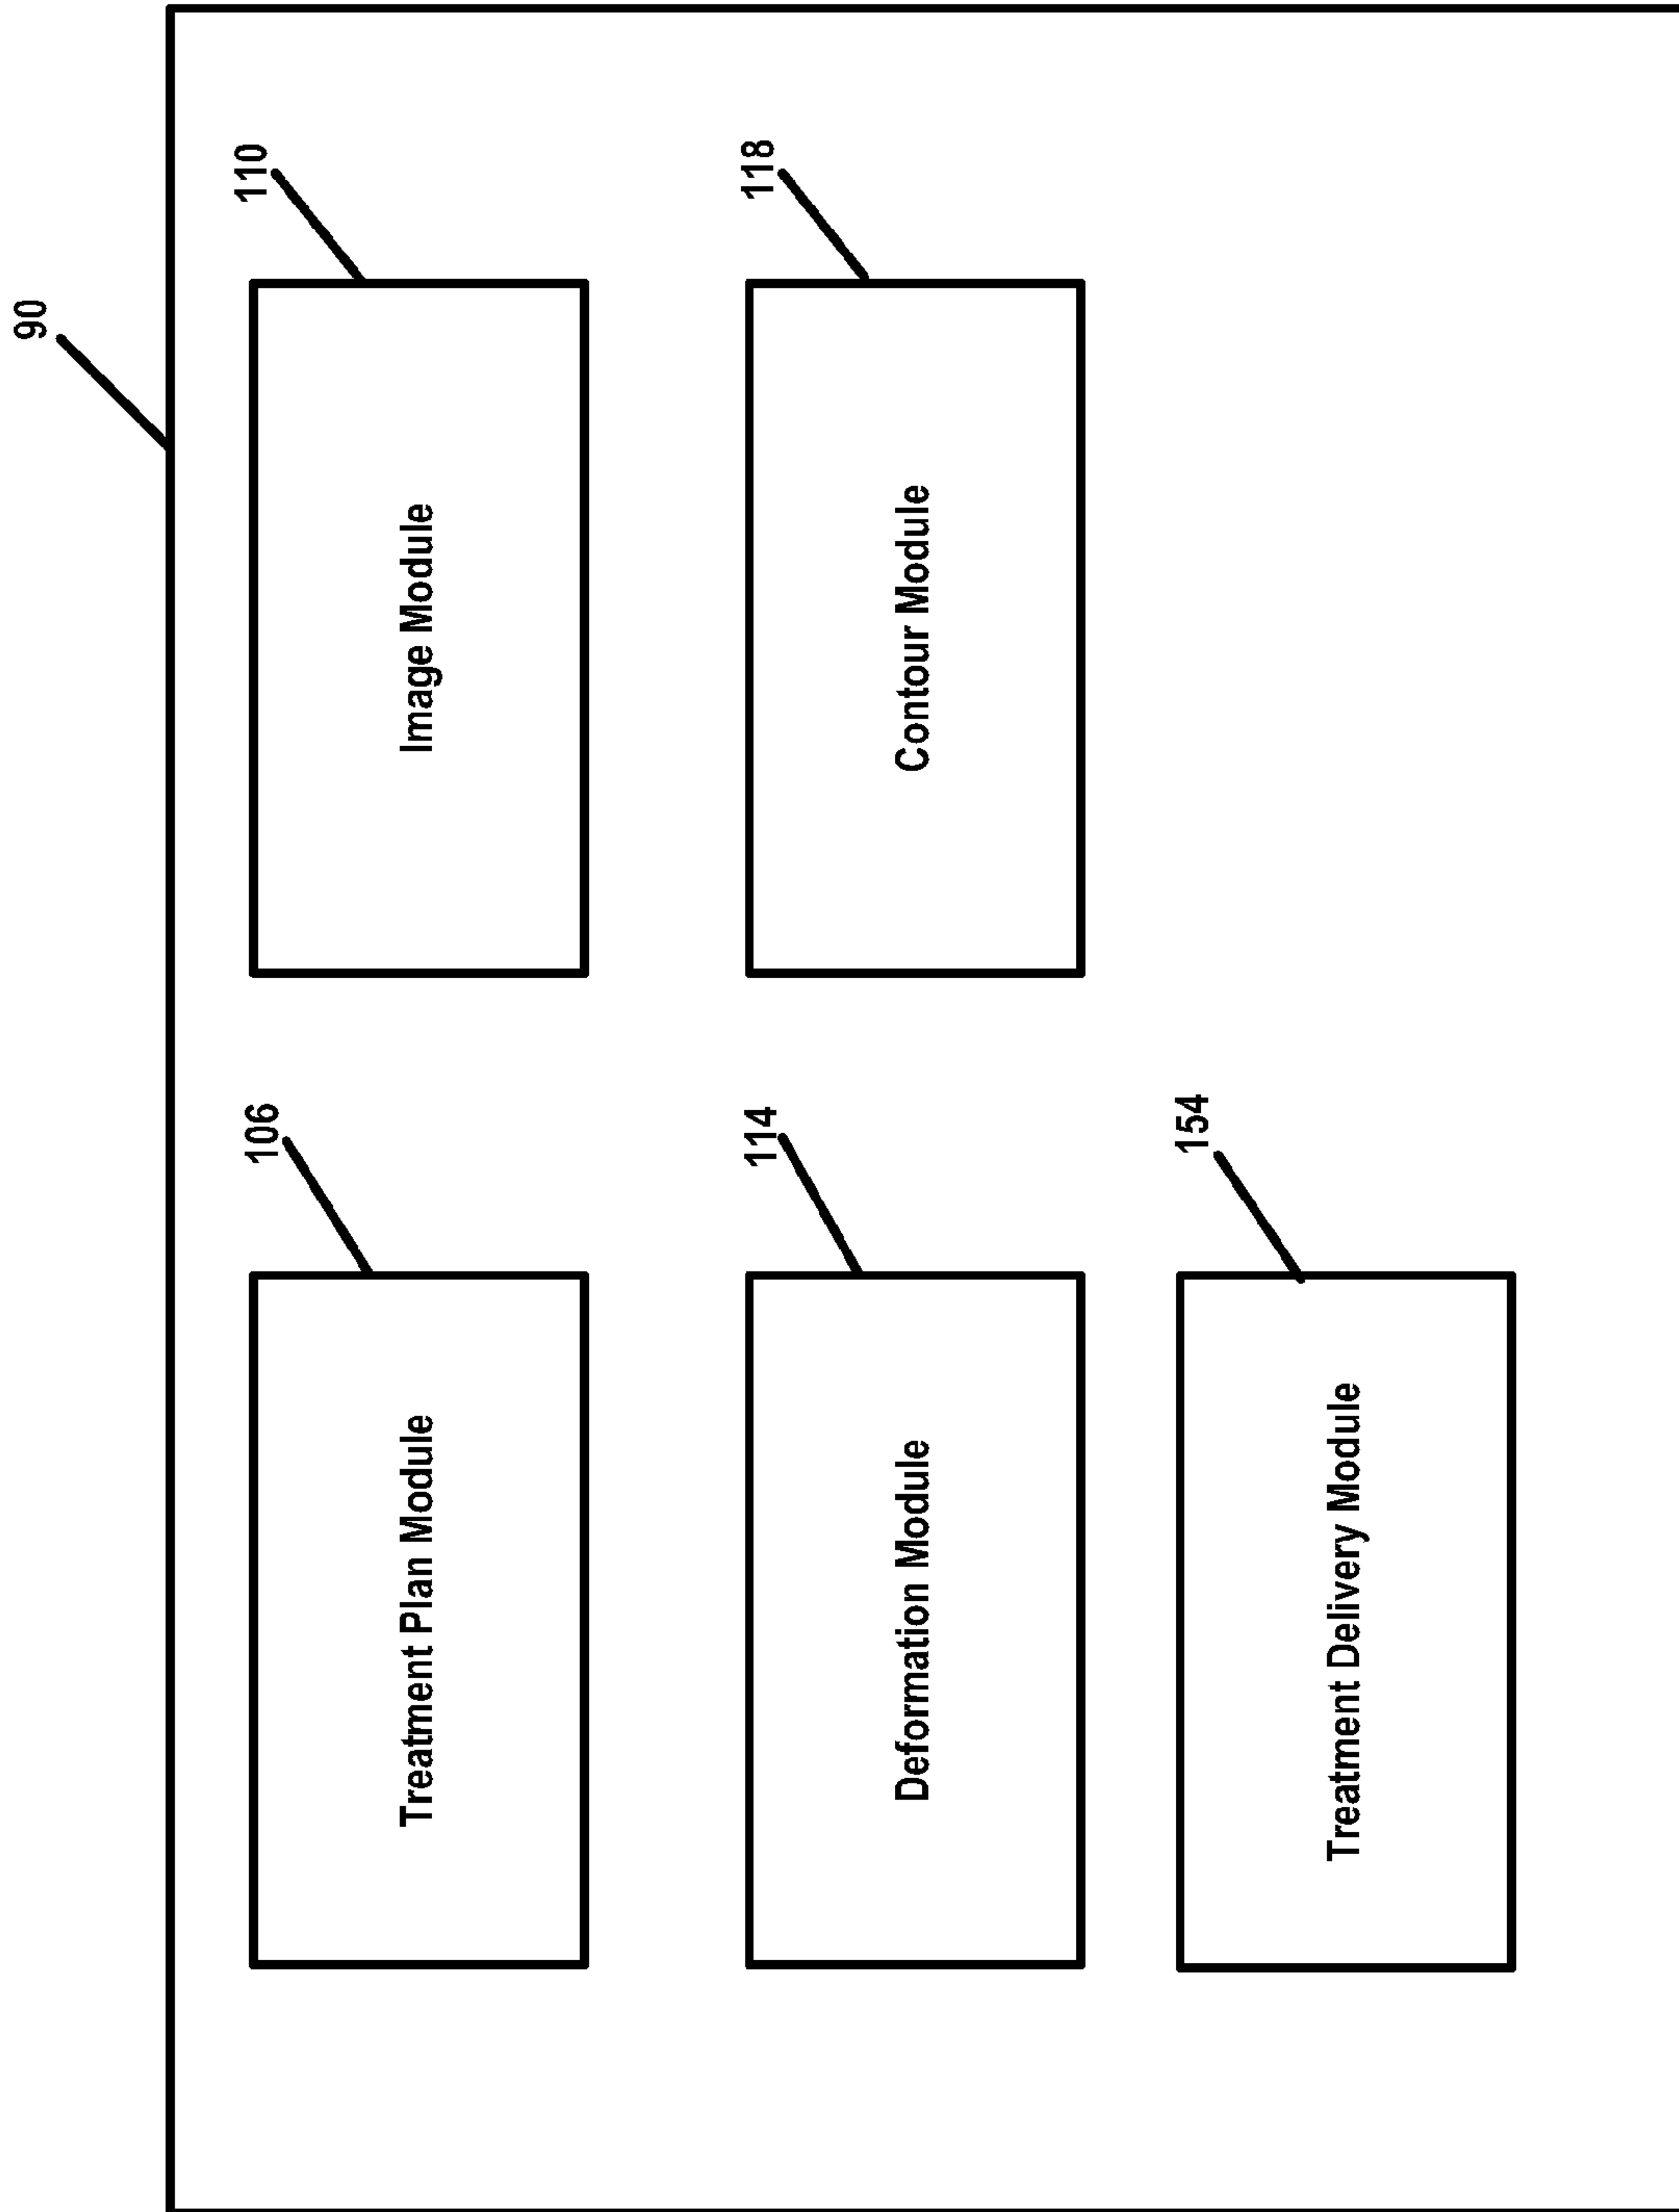 90
106
110
Treatment Plan Module
Image Module
114
118
Deformation Module
Contour Module
154
Treatment Delivery Module